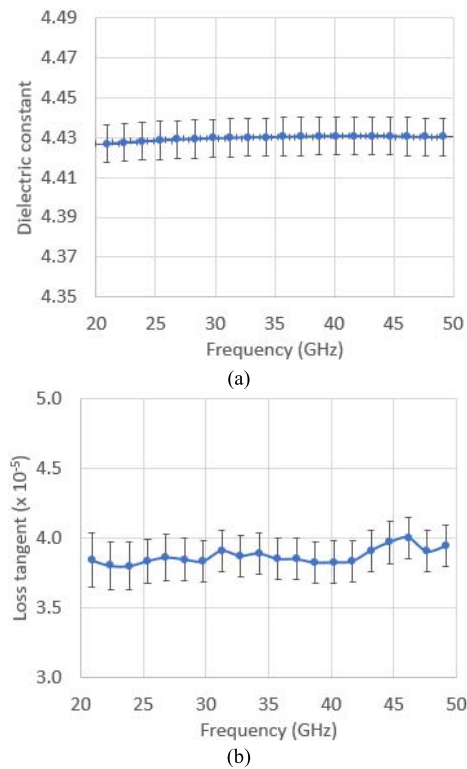 Dielectric constant
4.49
4.47
4.45
4.43
4.41
4.39
4.37
4.35
20 25 30 35 40 45 50
Frequency (GHz)
(a)
Loss tangent (x 10⁻⁵)
5.0
4.5
4.0
3.5
3.0
20 25 30 35 40 45 50
Frequency (GHz)
(b)